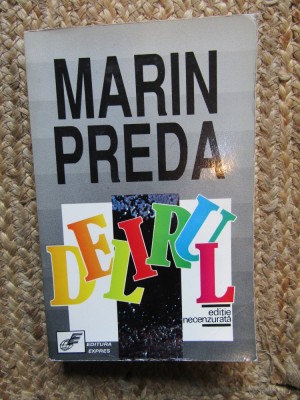 MARIN
PREDA
DELIRUL
ediție
necenzurată
EDITURA
EXPRES